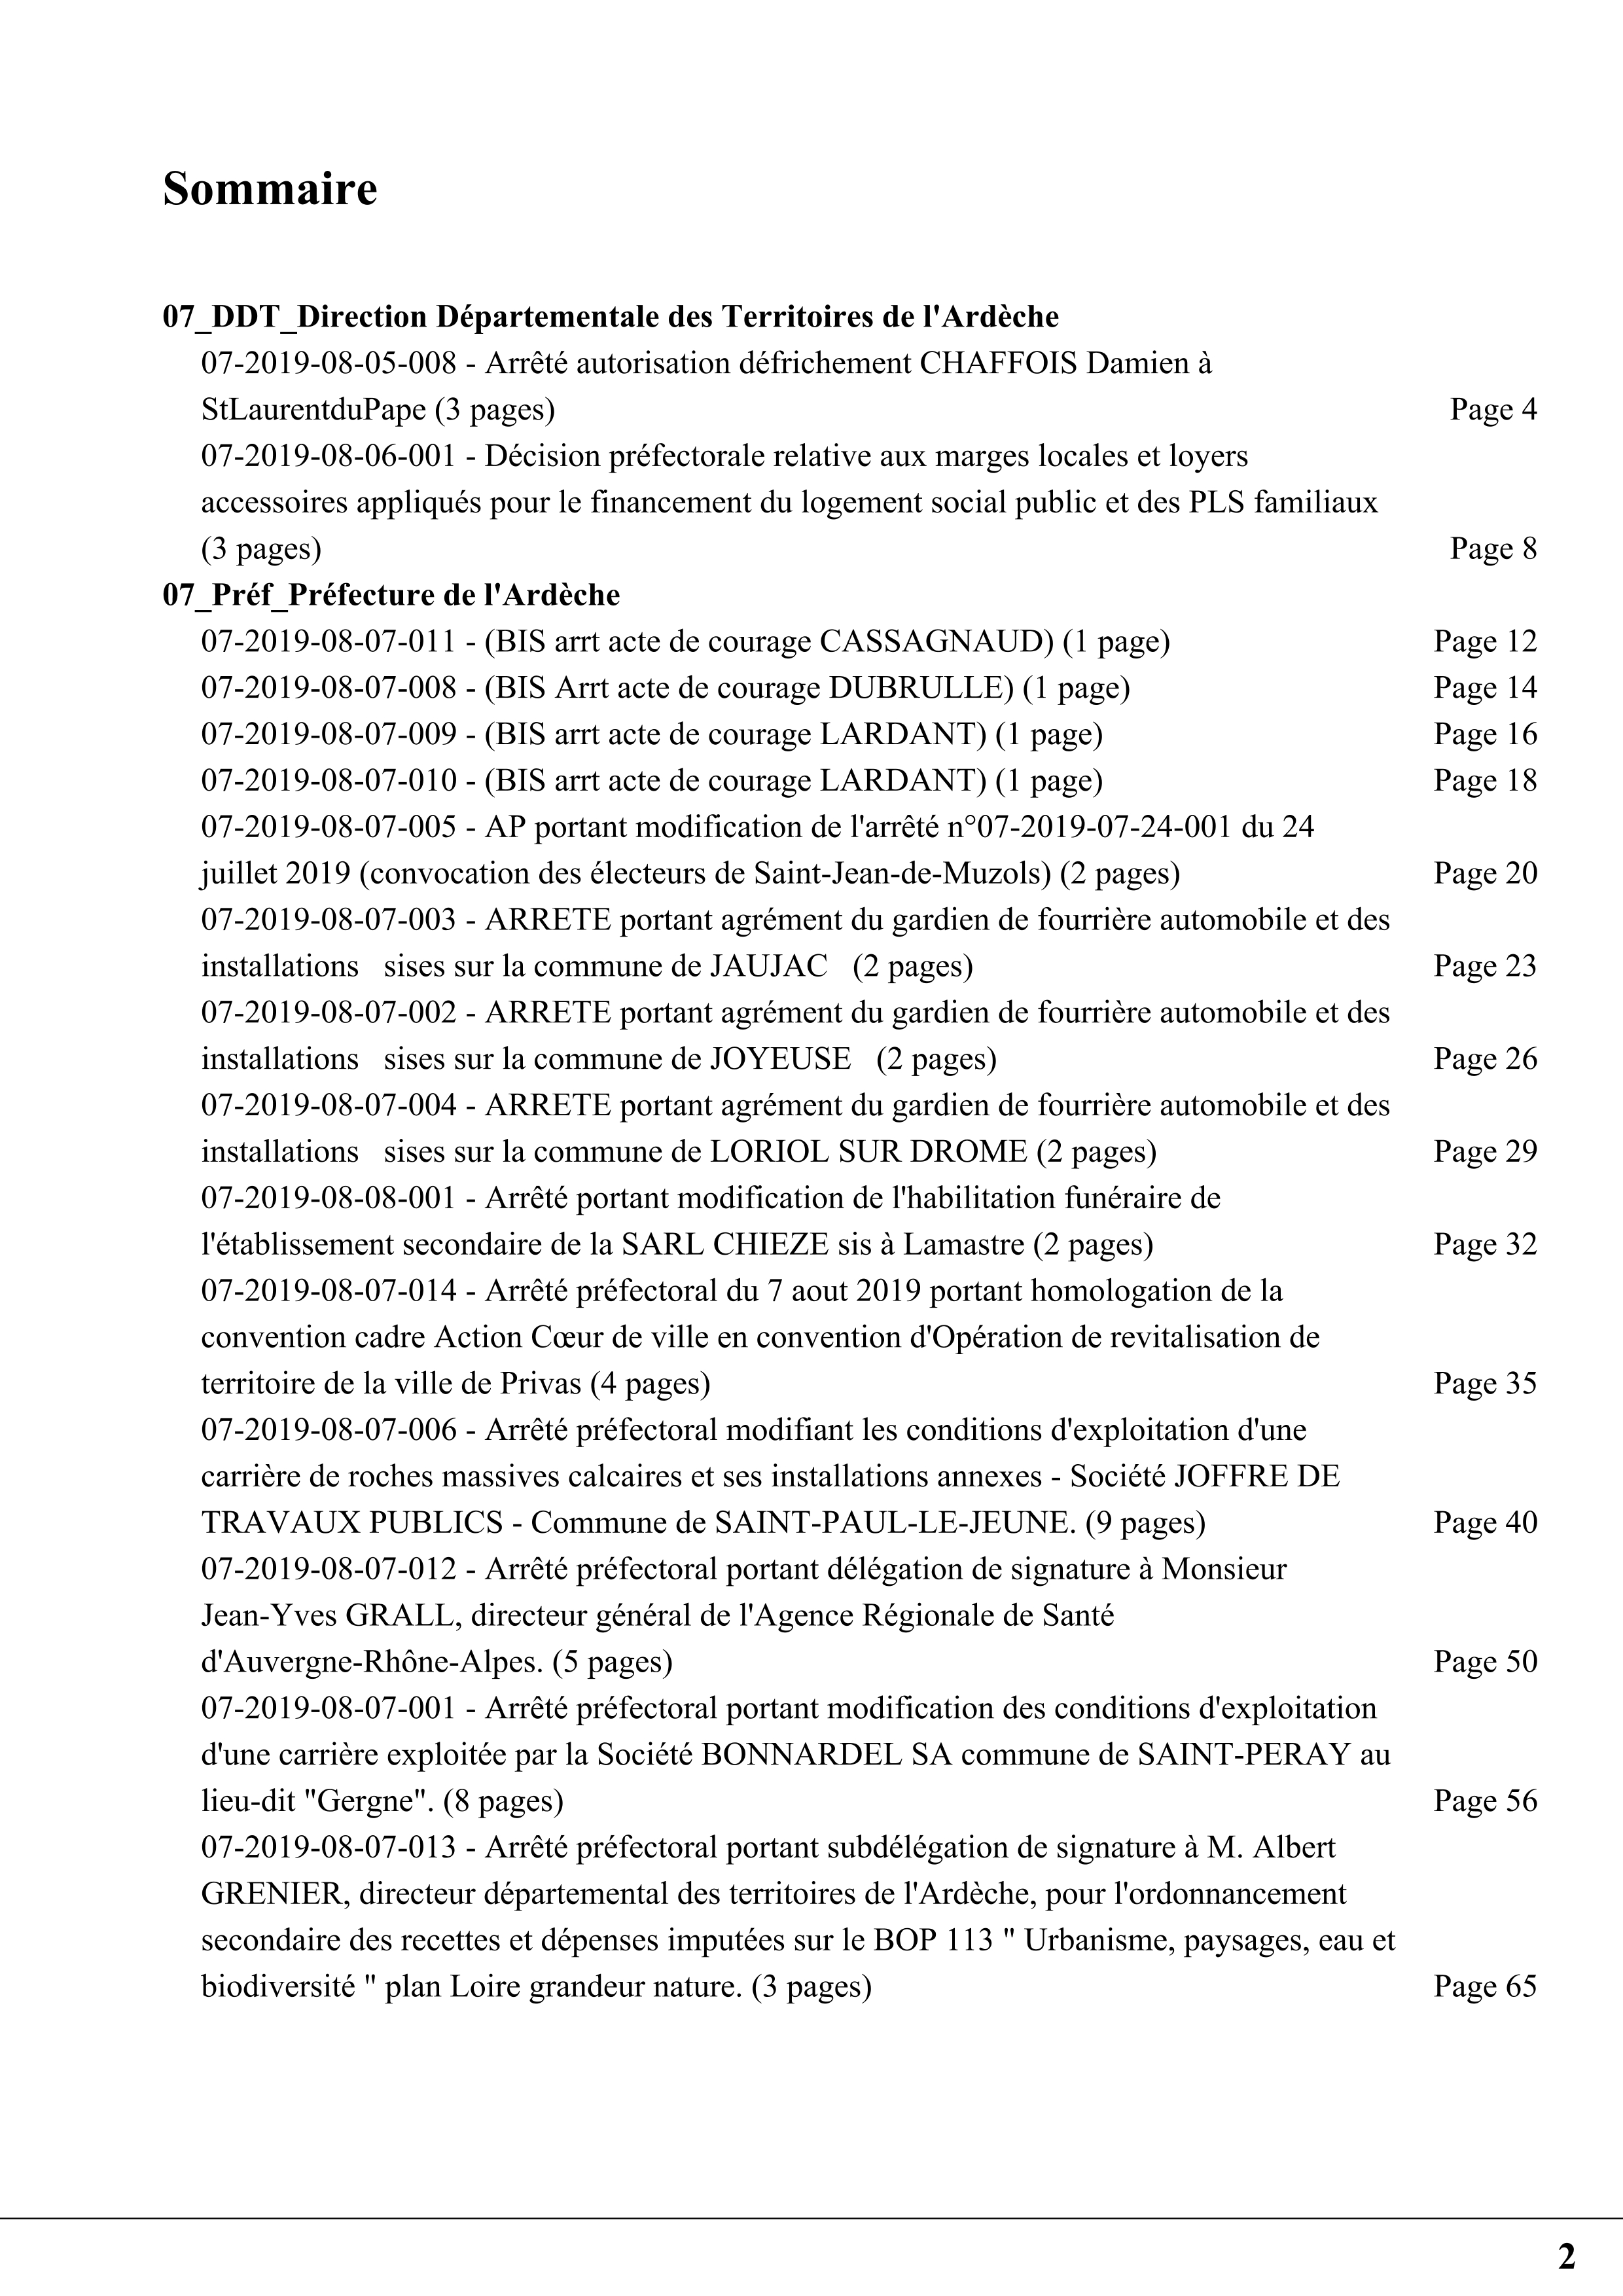 Sommaire
07_DDT_Direction Départementale des Territoires de l'Ardèche
07-2019-08-05-008 - Arrêté autorisation défrichement CHAFFOIS Damien à
StLaurentduPape (3 pages) Page 4
07-2019-08-06-001 - Décision préfectorale relative aux marges locales et loyers
accessoires appliqués pour le financement du logement social public et des PLS familiaux
(3 pages) Page 8
07_Préf_Préfecture de l'Ardèche
07-2019-08-07-011 - (BIS arrt acte de courage CASSAGNAUD) (1 page) Page 12
07-2019-08-07-008 - (BIS Arrt acte de courage DUBRULLE) (1 page) Page 14
07-2019-08-07-009 - (BIS arrt acte de courage LARDANT) (1 page) Page 16
07-2019-08-07-010 - (BIS arrt acte de courage LARDANT) (1 page) Page 18
07-2019-08-07-005 - AP portant modification de l'arrêté n°07-2019-07-24-001 du 24
juillet 2019 (convocation des électeurs de Saint-Jean-de-Muzols) (2 pages) Page 20
07-2019-08-07-003 - ARRETE portant agrément du gardien de fourrière automobile et des
installations   sises sur la commune de JAUJAC   (2 pages) Page 23
07-2019-08-07-002 - ARRETE portant agrément du gardien de fourrière automobile et des
installations   sises sur la commune de JOYEUSE   (2 pages) Page 26
07-2019-08-07-004 - ARRETE portant agrément du gardien de fourrière automobile et des
installations   sises sur la commune de LORIOL SUR DROME (2 pages) Page 29
07-2019-08-08-001 - Arrêté portant modification de l'habilitation funéraire de
l'établissement secondaire de la SARL CHIEZE sis à Lamastre (2 pages) Page 32
07-2019-08-07-014 - Arrêté préfectoral du 7 aout 2019 portant homologation de la
convention cadre Action Cœur de ville en convention d'Opération de revitalisation de
territoire de la ville de Privas (4 pages) Page 35
07-2019-08-07-006 - Arrêté préfectoral modifiant les conditions d'exploitation d'une
carrière de roches massives calcaires et ses installations annexes - Société JOFFRE DE
TRAVAUX PUBLICS - Commune de SAINT-PAUL-LE-JEUNE. (9 pages) Page 40
07-2019-08-07-012 - Arrêté préfectoral portant délégation de signature à Monsieur
Jean-Yves GRALL, directeur général de l'Agence Régionale de Santé
d'Auvergne-Rhône-Alpes. (5 pages) Page 50
07-2019-08-07-001 - Arrêté préfectoral portant modification des conditions d'exploitation
d'une carrière exploitée par la Société BONNARDEL SA commune de SAINT-PERAY au
lieu-dit "Gergne". (8 pages) Page 56
07-2019-08-07-013 - Arrêté préfectoral portant subdélégation de signature à M. Albert
GRENIER, directeur départemental des territoires de l'Ardèche, pour l'ordonnancement
secondaire des recettes et dépenses imputées sur le BOP 113 " Urbanisme, paysages, eau et
biodiversité " plan Loire grandeur nature. (3 pages) Page 65
2